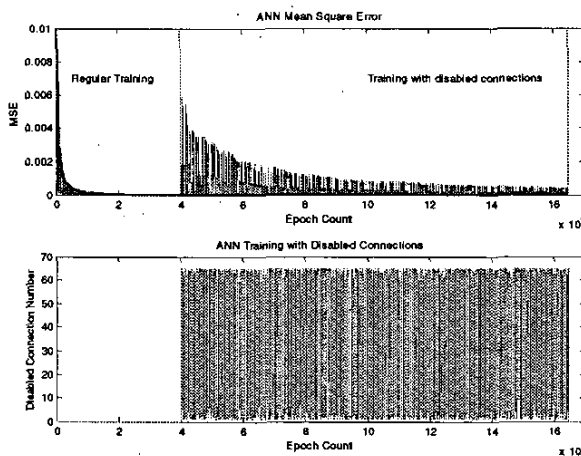 ANN Mean Square Error
0.01
0.008
0.006
0.004
0.002
0
MSE
Regular Training
Training with disabled connections
0 2 4 6 8 10 12 14 16
Epoch Count
x 10
ANN Training with Disabled Connections
70
60
50
40
30
20
10
0
Disabled Connection Number
0 2 4 6 8 10 12 14 16
Epoch Count
x 10